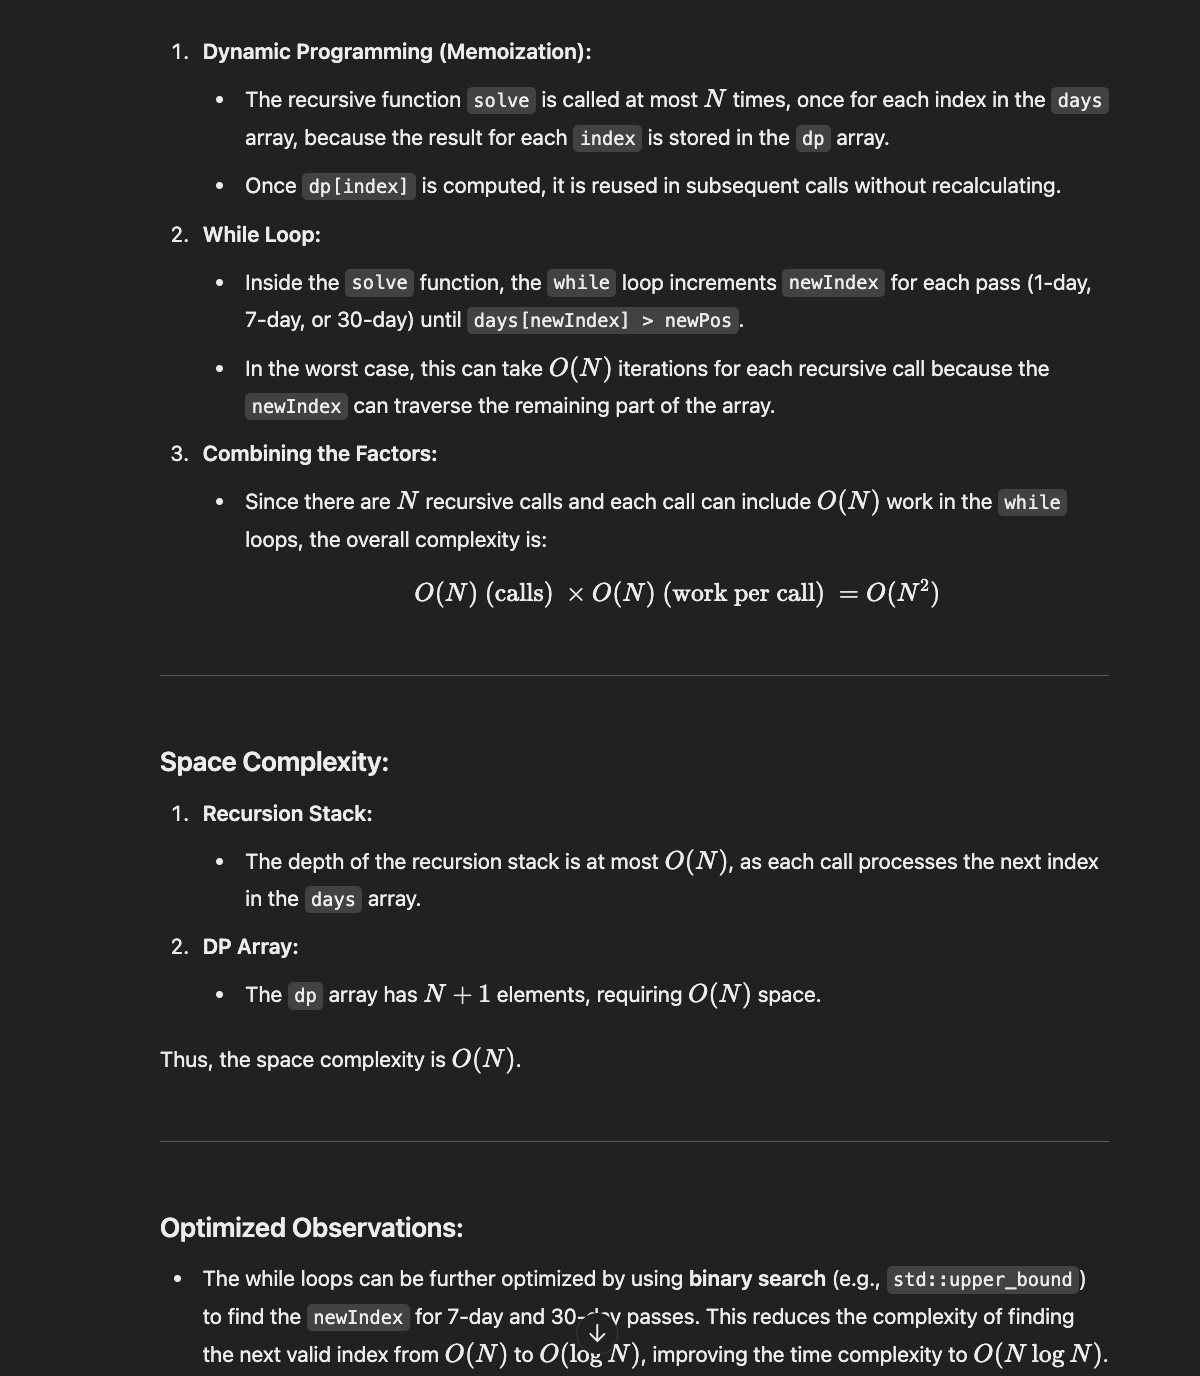 1. Dynamic Programming (Memoization):
• The recursive function solve is called at most N times, once for each index in the days
array, because the result for each index is stored in the dp array.
• Once dp[index] is computed, it is reused in subsequent calls without recalculating.
2. While Loop:
• Inside the solve function, the while loop increments newIndex for each pass (1-day,
7-day, or 30-day) until days[newIndex] > newPos.
• In the worst case, this can take O(N) iterations for each recursive call because the
newIndex can traverse the remaining part of the array.
3. Combining the Factors:
• Since there are N recursive calls and each call can include O(N) work in the while
loops, the overall complexity is:
O(N) (calls) × O(N) (work per call) = O(N²)
Space Complexity:
1. Recursion Stack:
• The depth of the recursion stack is at most O(N), as each call processes the next index
in the days array.
2. DP Array:
• The dp array has N + 1 elements, requiring O(N) space.
Thus, the space complexity is O(N).
Optimized Observations:
• The while loops can be further optimized by using binary search (e.g., std::upper_bound)
to find the newIndex for 7-day and 30-day passes. This reduces the complexity of finding
the next valid index from O(N) to O(log N), improving the time complexity to O(N log N).